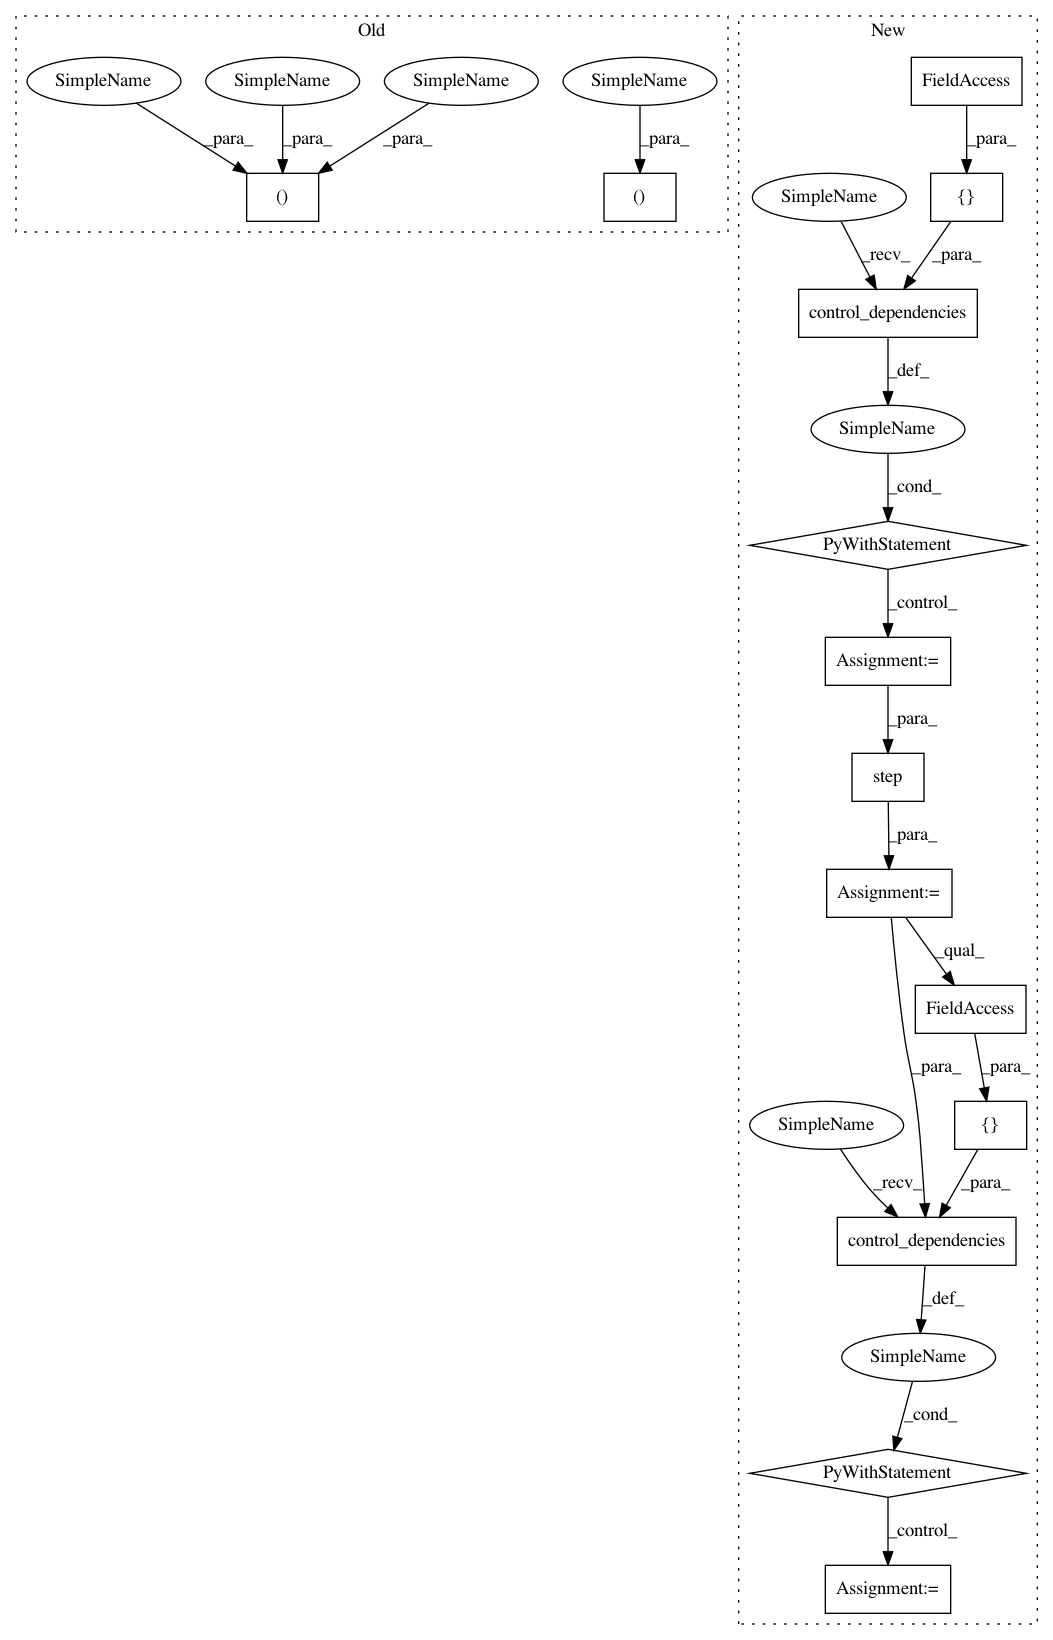 Old
New
SimpleName
SimpleName
SimpleName
SimpleName
FieldAccess
_para_
_para_
_para_
_para_
_para_
()
()
SimpleName
{}
_recv_
_para_
control_dependencies
_def_
SimpleName
_cond_
PyWithStatement
_control_
Assignment:=
_para_
step
_para_
Assignment:=
_qual_
FieldAccess
_para_
_para_
SimpleName
{}
_recv_
_para_
control_dependencies
_def_
SimpleName
_cond_
PyWithStatement
_control_
Assignment:=